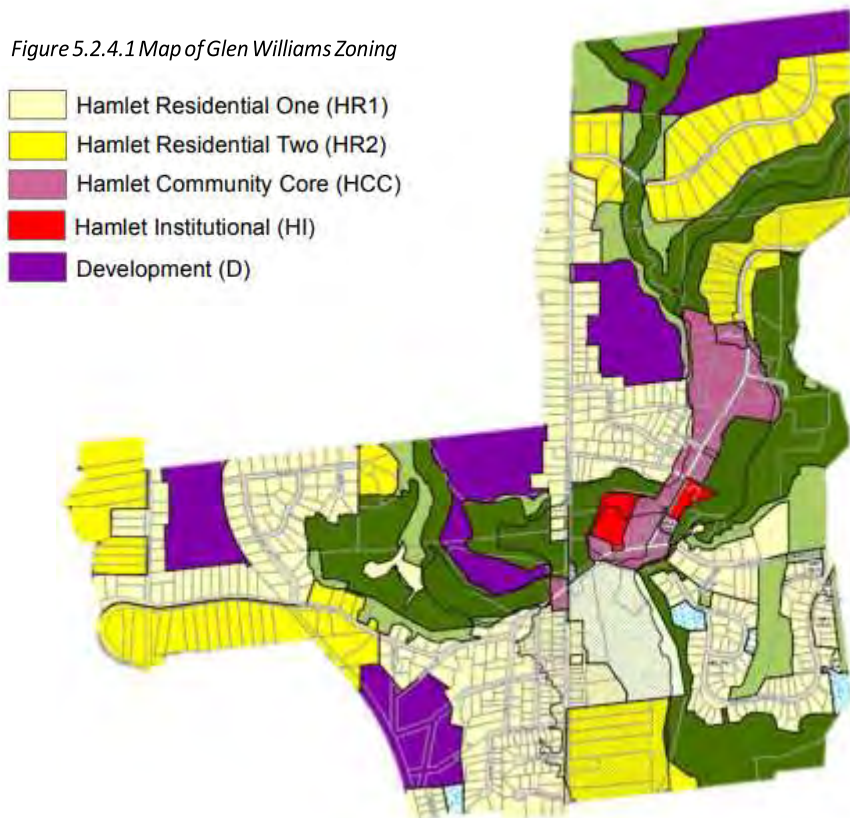 Figure 5.2.4.1 Map of Glen Williams Zoning
Hamlet Residential One (HR1)
Hamlet Residential Two (HR2)
Hamlet Community Core (HCC)
Hamlet Institutional (HI)
Development (D)